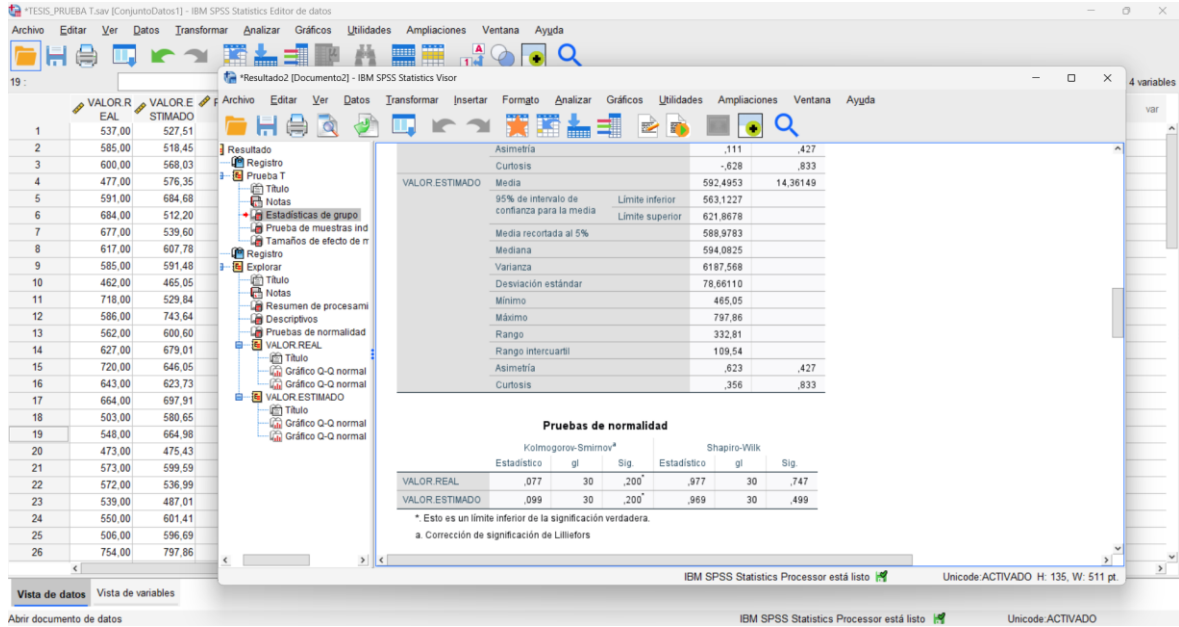 *TESIS_PRUEBA T.sav [ConjuntoDatos1] - IBM SPSS Statistics Editor de datos
Archivo Editar Ver Datos Transformar Analizar Gráficos Utilidades Ampliaciones Ventana Ayuda
19 :
4 variables
VALOR.REAL VALOR.ESTIMADO var
1 537,00 527,51
2 585,00 518,45
3 600,00 568,03
4 477,00 576,35
5 591,00 684,68
6 684,00 512,20
7 677,00 539,60
8 617,00 607,78
9 585,00 591,48
10 462,00 465,05
11 718,00 529,84
12 586,00 743,64
13 562,00 600,60
14 627,00 679,01
15 720,00 646,05
16 643,00 623,73
17 664,00 697,91
18 503,00 580,65
19 548,00 664,98
20 473,00 475,43
21 573,00 599,59
22 572,00 536,99
23 539,00 487,01
24 550,00 601,41
25 506,00 596,69
26 754,00 797,86
*Resultado2 [Documento2] - IBM SPSS Statistics Visor
Archivo Editar Ver Datos Transformar Insertar Formato Analizar Gráficos Utilidades Ampliaciones Ventana Ayuda
Resultado
Registro
Prueba T
Título
Notas
Estadísticas de grupo
Prueba de muestras ind
Tamaños de efecto de m
Registro
Explorar
Título
Notas
Resumen de procesami
Descriptivos
Pruebas de normalidad
VALOR.REAL
Título
Gráfico Q-Q normal
Gráfico Q-Q normal
VALOR.ESTIMADO
Título
Gráfico Q-Q normal
Gráfico Q-Q normal
Asimetría ,111 ,427
Curtosis -,628 ,833
VALOR.ESTIMADO Media 592,4953 14,36149
95% de intervalo de confianza para la media Límite inferior 563,1227
Límite superior 621,8678
Media recortada al 5% 588,9783
Mediana 594,0825
Varianza 6187,568
Desviación estándar 78,66110
Mínimo 465,05
Máximo 797,86
Rango 332,81
Rango intercuartil 109,54
Asimetría ,623 ,427
Curtosis ,356 ,833
Pruebas de normalidad
Kolmogorov-Smirnovª Shapiro-Wilk
Estadístico gl Sig. Estadístico gl Sig.
VALOR.REAL ,077 30 ,200* ,977 30 ,747
VALOR.ESTIMADO ,099 30 ,200* ,969 30 ,499
*. Esto es un límite inferior de la significación verdadera.
a. Corrección de significación de Lilliefors
IBM SPSS Statistics Processor está listo Unicode:ACTIVADO H: 135, W: 511 pt.
Vista de datos Vista de variables
Abrir documento de datos IBM SPSS Statistics Processor está listo Unicode:ACTIVADO